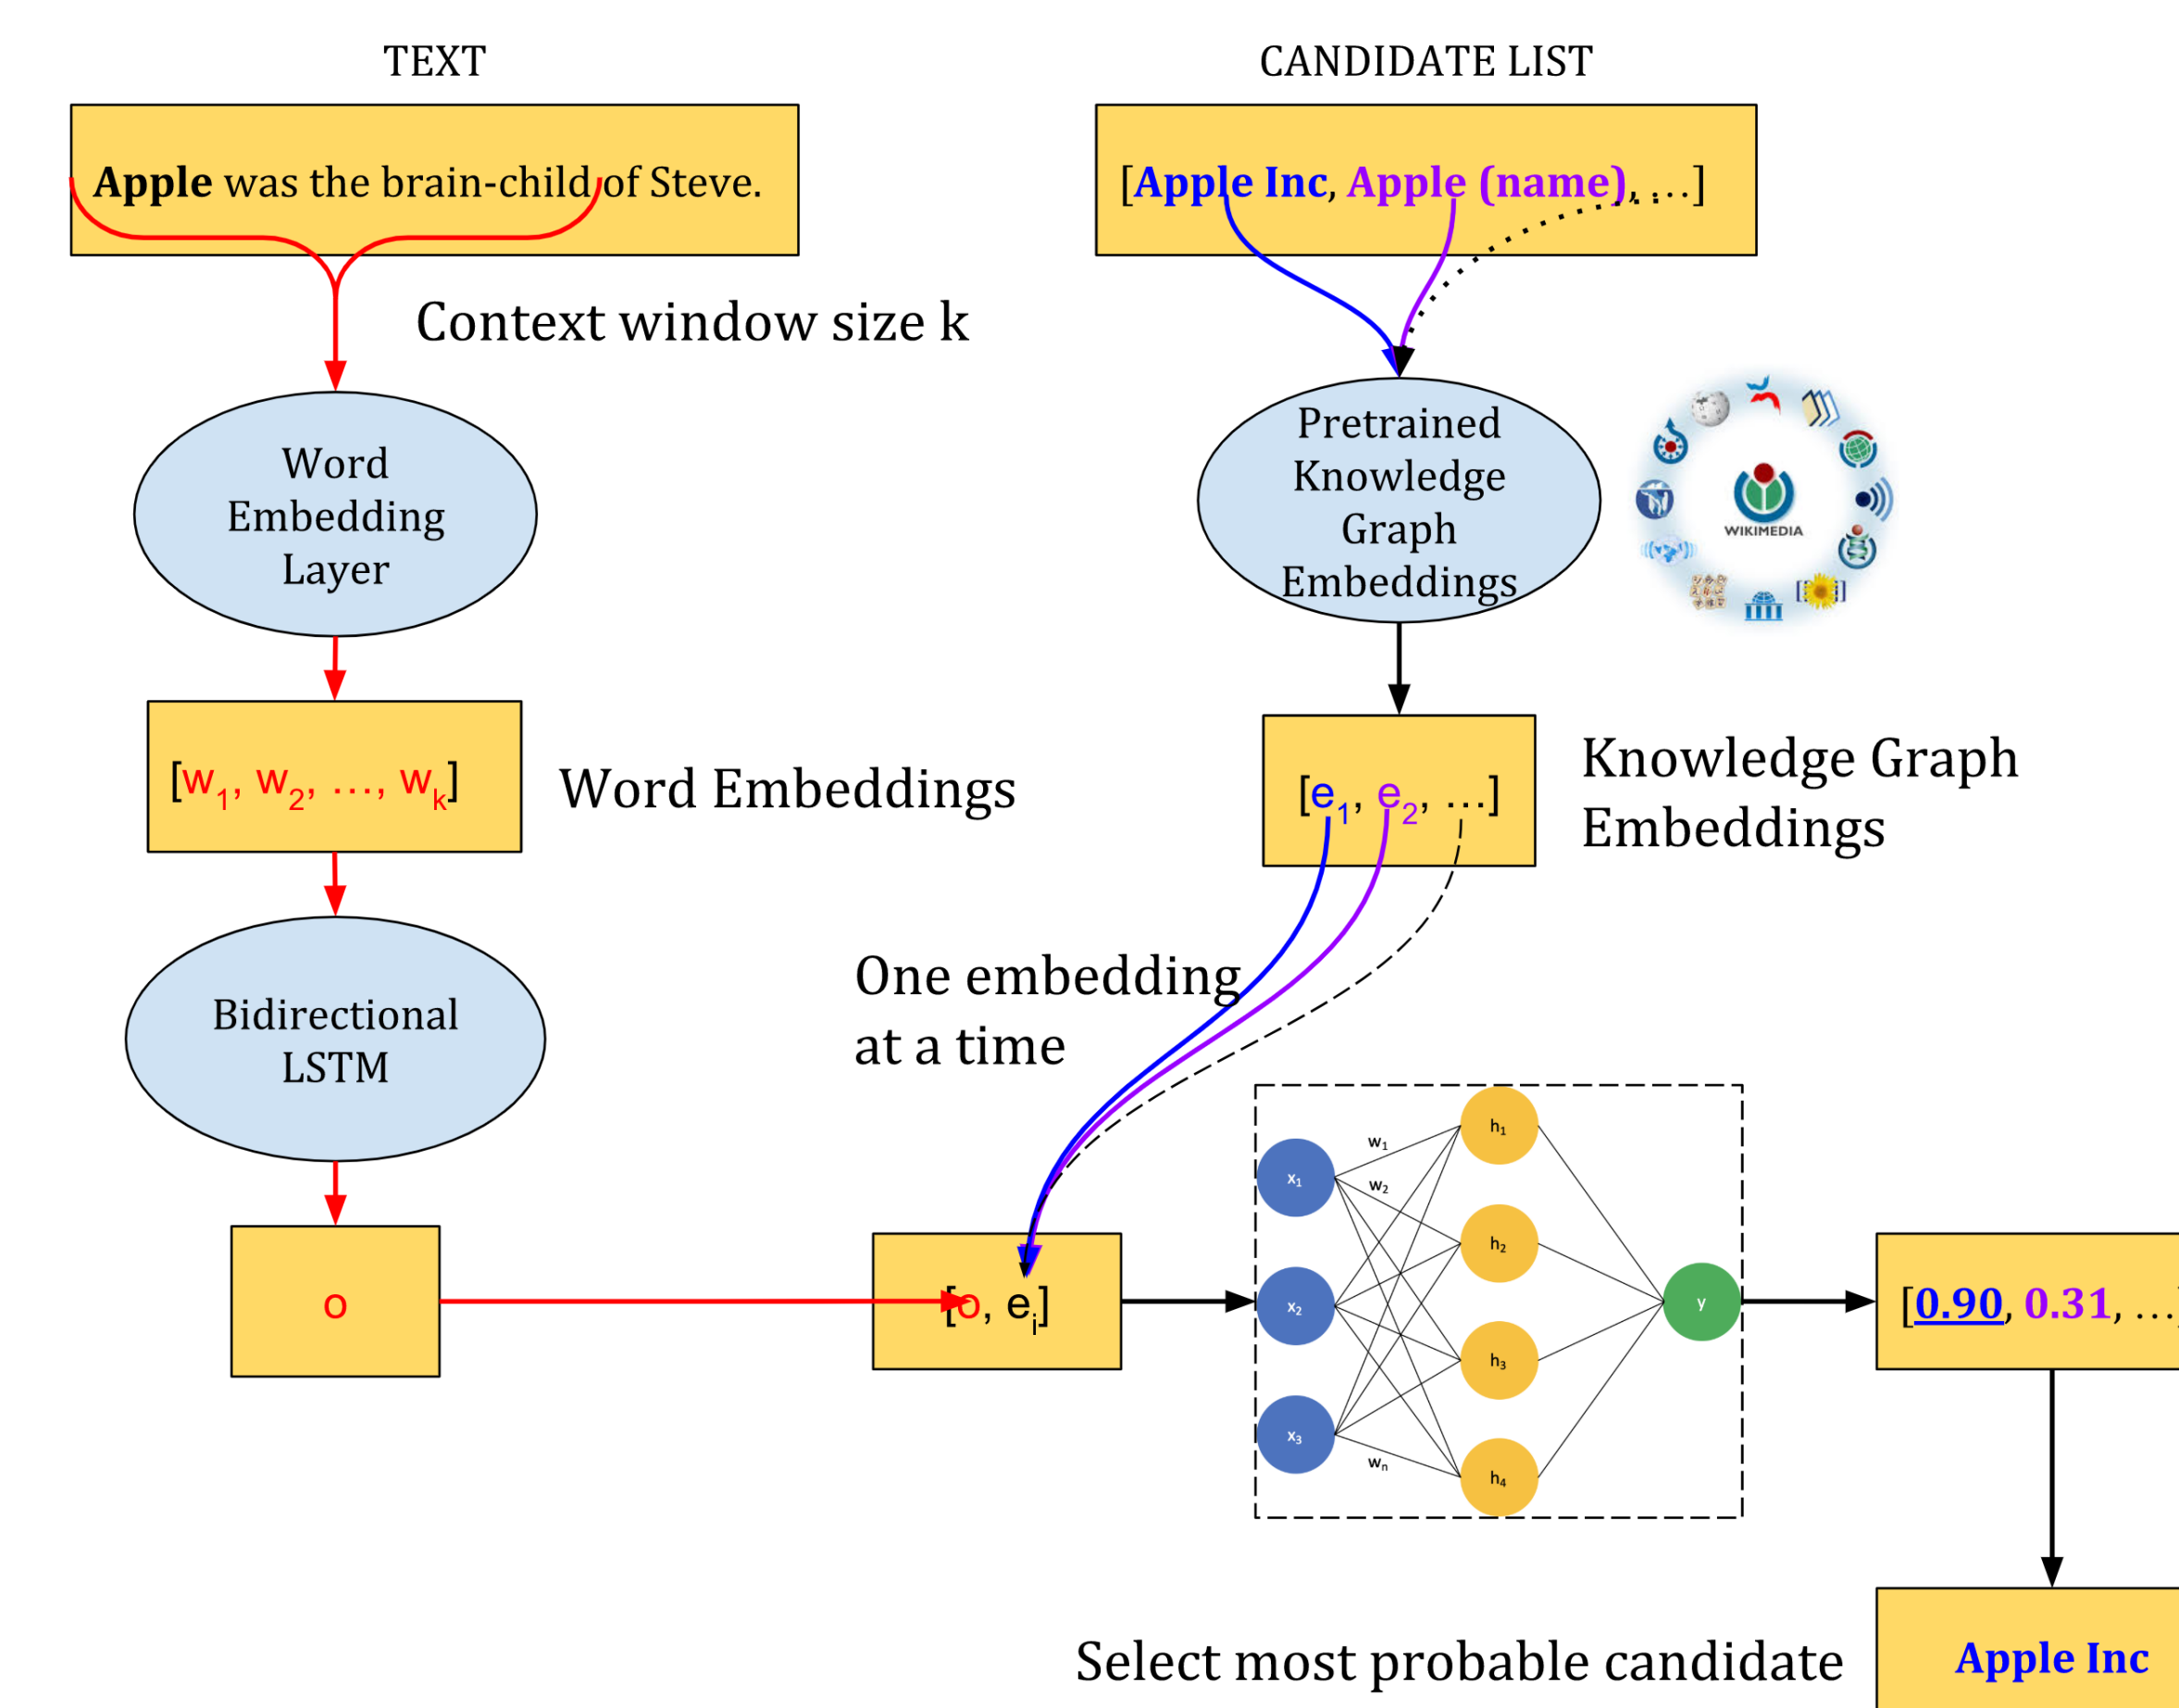 TEXT
Apple was the brain-child of Steve.
Context window size k
Word
Embedding
Layer
[w1, w2, …, wk]
Word Embeddings
Bidirectional
LSTM
o
CANDIDATE LIST
[Apple Inc, Apple (name), …]
Pretrained
Knowledge
Graph
Embeddings
WIKIMEDIA
[e1, e2, …]
Knowledge Graph
Embeddings
One embedding
at a time
[o, ei]
x1
x2
x3
w1
w2
wn
h1
h2
h3
h4
y
[0.90, 0.31, …]
Select most probable candidate
Apple Inc